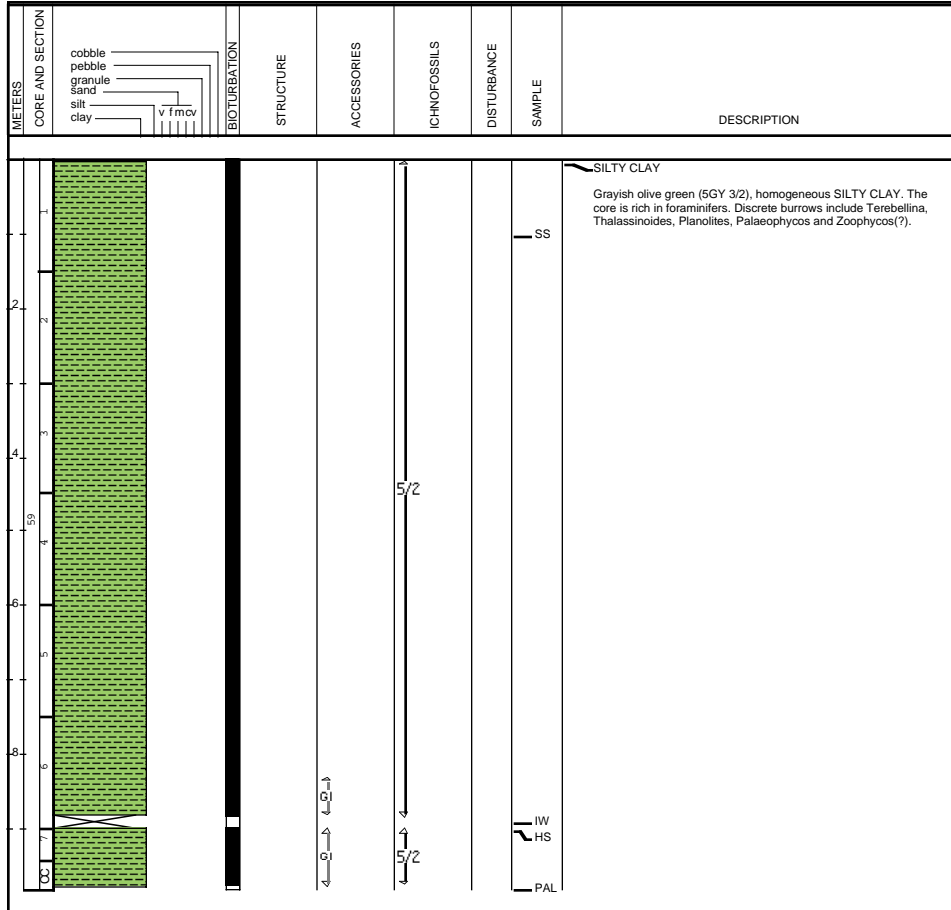 METERS
CORE AND SECTION
cobble
pebble
granule
sand
silt
v f m c v
clay
BIOTURBATION
STRUCTURE
ACCESSORIES
ICHNOFOSSILS
DISTURBANCE
SAMPLE
DESCRIPTION
SILTY CLAY
Grayish olive green (5GY 3/2), homogeneous SILTY CLAY. The
core is rich in foraminifers. Discrete burrows include Terebellina,
Thalassinoides, Planolites, Palaeophycos and Zoophycos(?).
1
SS
2
2
3
4
5/2
59
4
6
5
8
6
Gl
IW
7
HS
Gl
5/2
CC
PAL